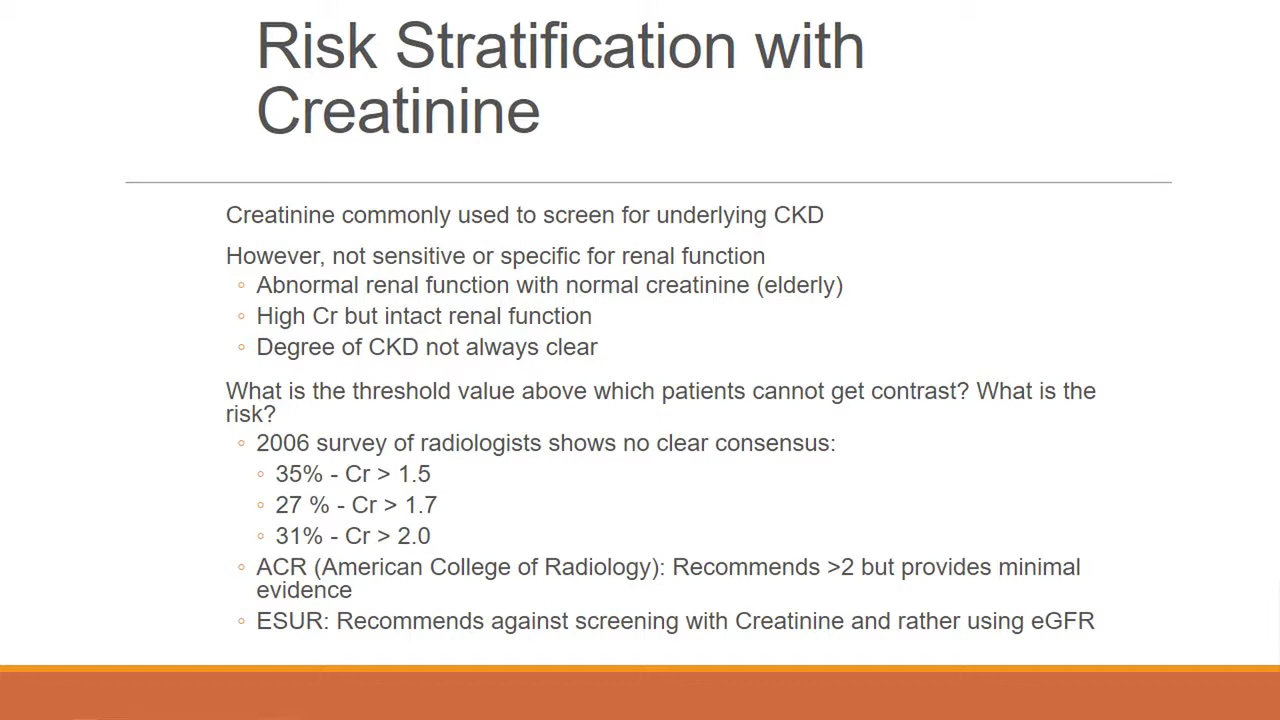 Risk Stratification with
Creatinine
Creatinine commonly used to screen for underlying CKD
However, not sensitive or specific for renal function
◦ Abnormal renal function with normal creatinine (elderly)
◦ High Cr but intact renal function
◦ Degree of CKD not always clear
What is the threshold value above which patients cannot get contrast? What is the
risk?
◦ 2006 survey of radiologists shows no clear consensus:
◦ 35% - Cr > 1.5
◦ 27 % - Cr > 1.7
◦ 31% - Cr > 2.0
◦ ACR (American College of Radiology): Recommends >2 but provides minimal
evidence
◦ ESUR: Recommends against screening with Creatinine and rather using eGFR